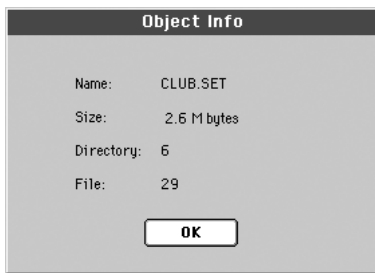 Object Info
Name: CLUB.SET
Size: 2.6 M bytes
Directory: 6
File: 29
OK